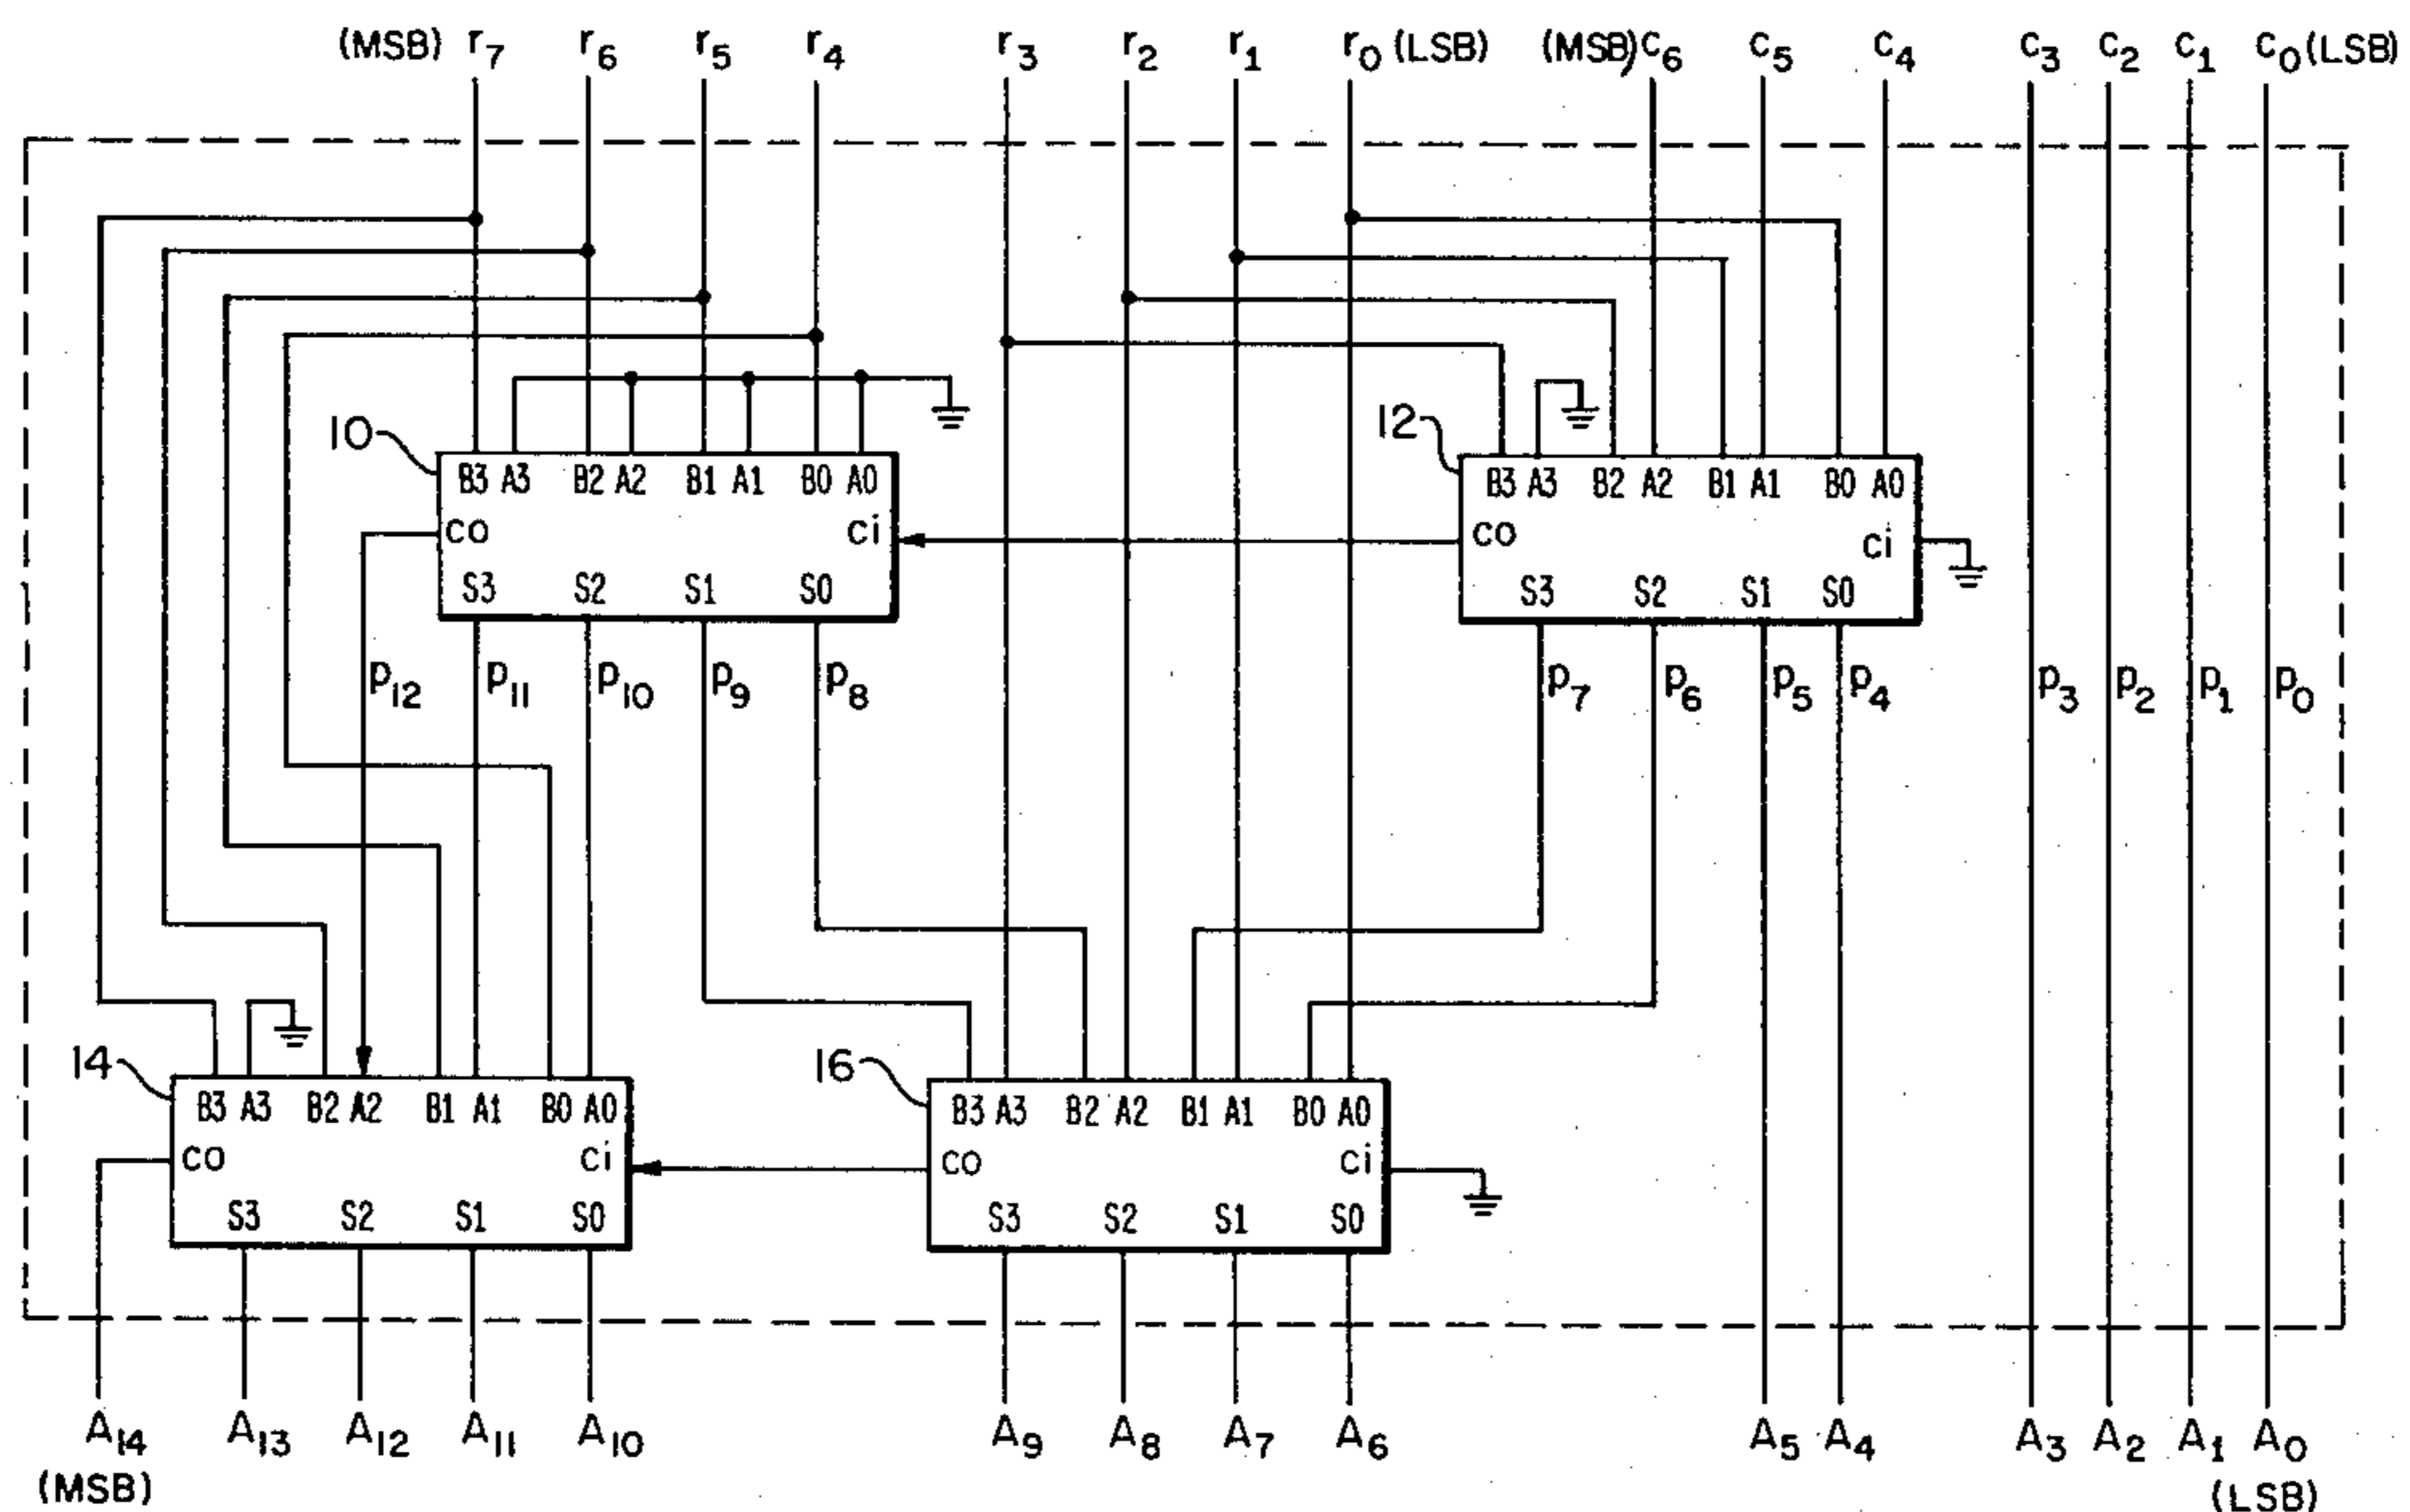 (MSB) r7 r6 r5 r4 r3 r2 r1 r0 (LSB) (MSB) c6 c5 c4 c3 c2 c1 c0 (LSB)
10
B3 A3 B2 A2 B1 A1 B0 A0
co ci
S3 S2 S1 S0
12
B3 A3 B2 A2 B1 A1 B0 A0
co ci
S3 S2 S1 S0
p12 p11 p10 p9 p8 p7 p6 p5 p4 p3 p2 p1 p0
14
B3 A3 B2 A2 B1 A1 B0 A0
co ci
S3 S2 S1 S0
16
B3 A3 B2 A2 B1 A1 B0 A0
co ci
S3 S2 S1 S0
A14 A13 A12 A11 A10 A9 A8 A7 A6 A5 A4 A3 A2 A1 A0
(MSB) (LSB)